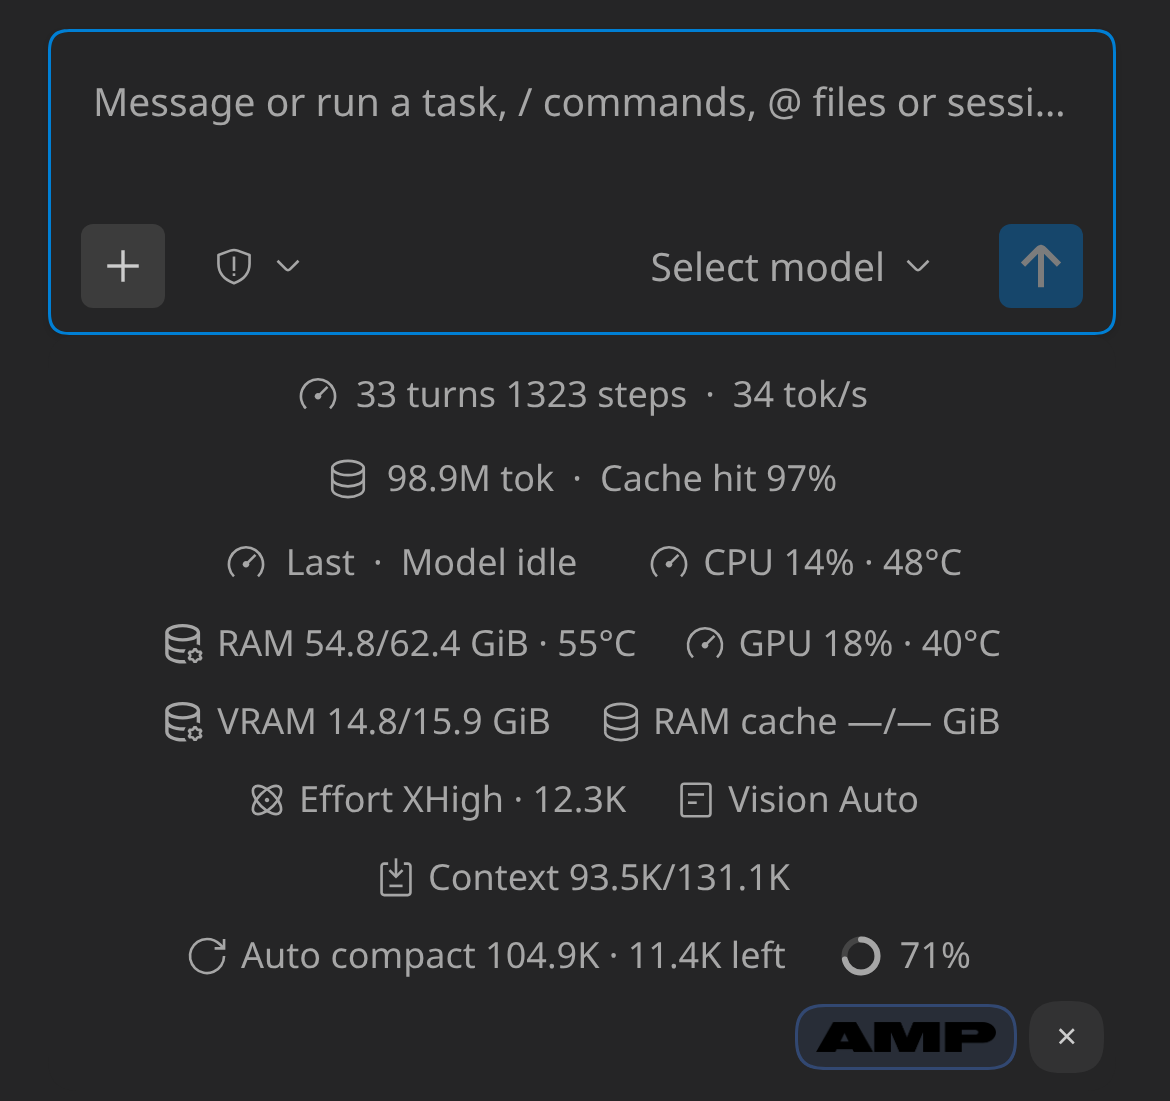 Message or run a task, / commands, @ files or sessi...
Select model
33 turns 1323 steps · 34 tok/s
98.9M tok · Cache hit 97%
Last · Model idle CPU 14% · 48°C
RAM 54.8/62.4 GiB · 55°C GPU 18% · 40°C
VRAM 14.8/15.9 GiB RAM cache —/— GiB
Effort XHigh · 12.3K Vision Auto
Context 93.5K/131.1K
Auto compact 104.9K · 11.4K left 71%
AMP